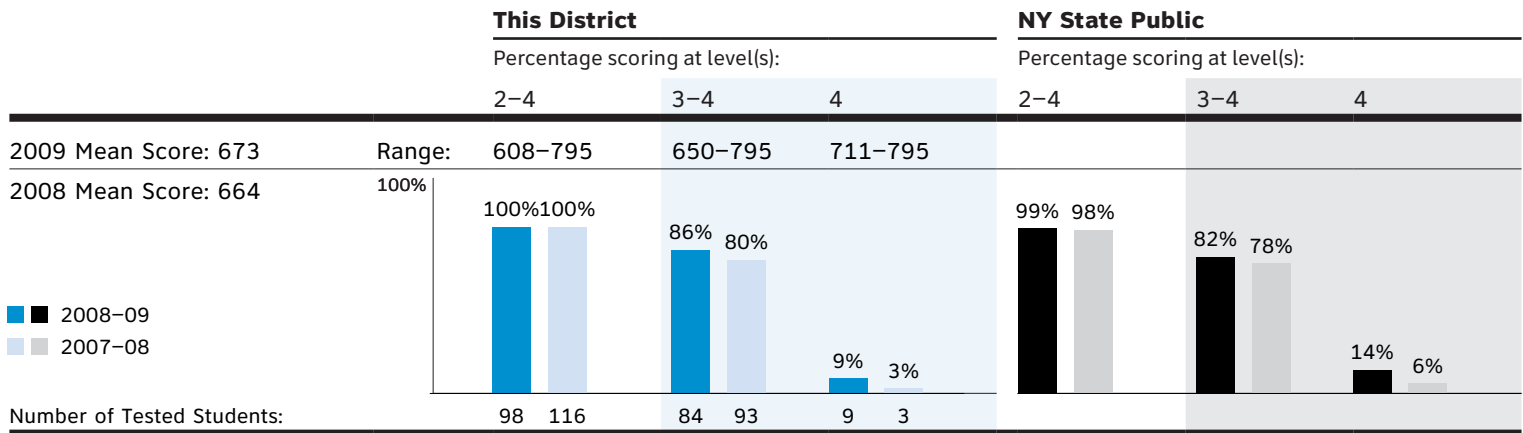 This District NY State Public
Percentage scoring at level(s): Percentage scoring at level(s):
2–4 3–4 4 2–4 3–4 4
2009 Mean Score: 673 Range: 608–795 650–795 711–795
2008 Mean Score: 664 100%
100% 100% 86% 80% 9% 3% 99% 98% 82% 78% 14% 6%
2008–09
2007–08
Number of Tested Students: 98 116 84 93 9 3